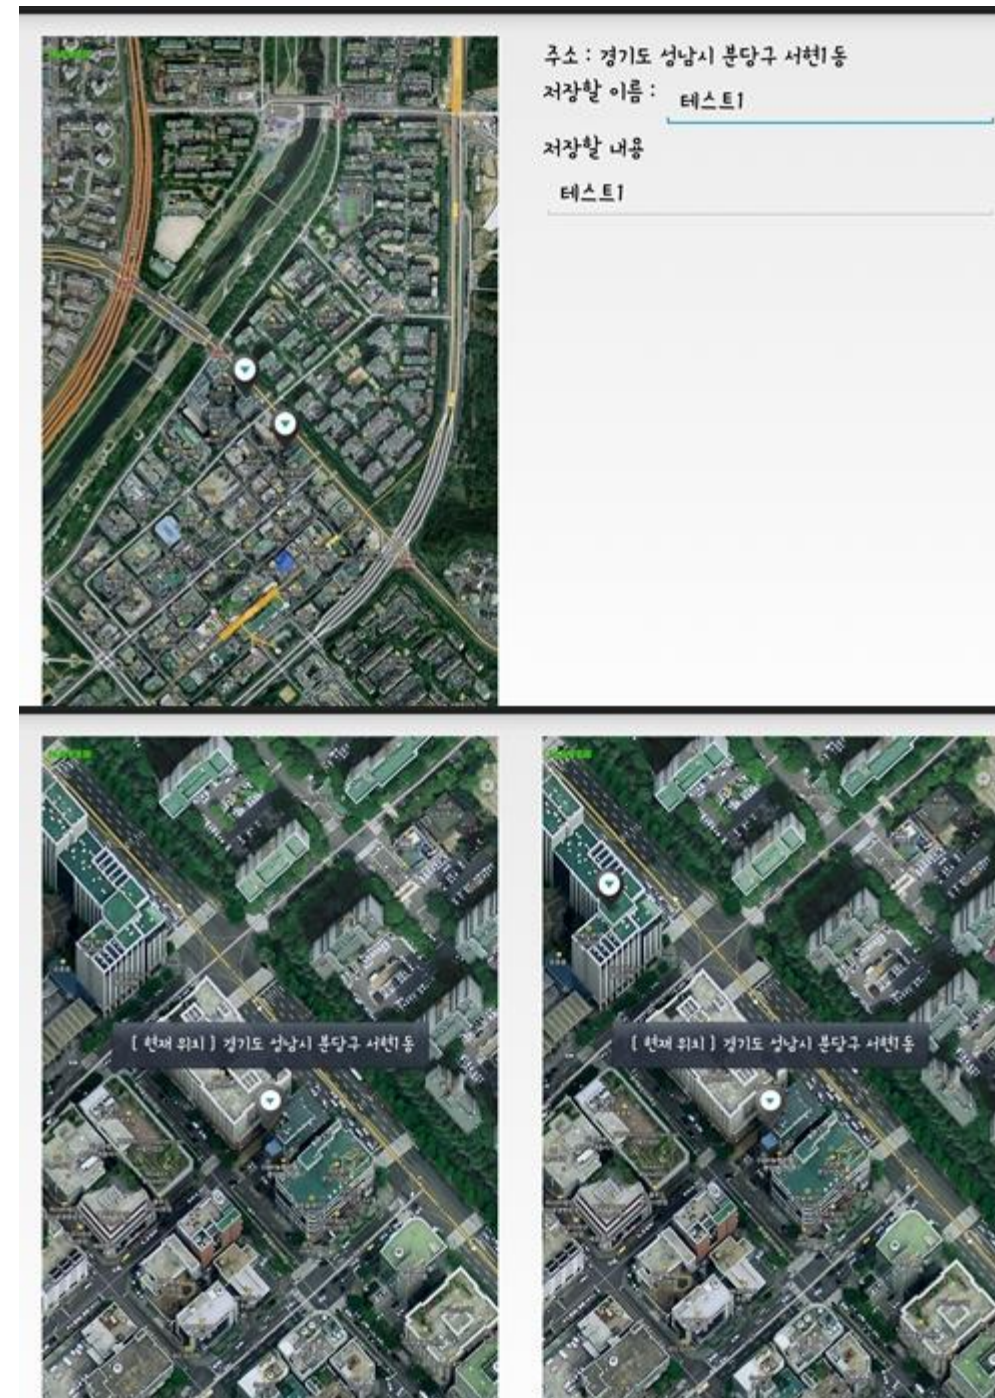 주소 : 경기도 성남시 분당구 서현1동
저장할 이름 : 테스트1
저장할 내용
테스트1
[ 현재 위치 ] 경기도 성남시 분당구 서현1동
[ 현재 위치 ] 경기도 성남시 분당구 서현1동